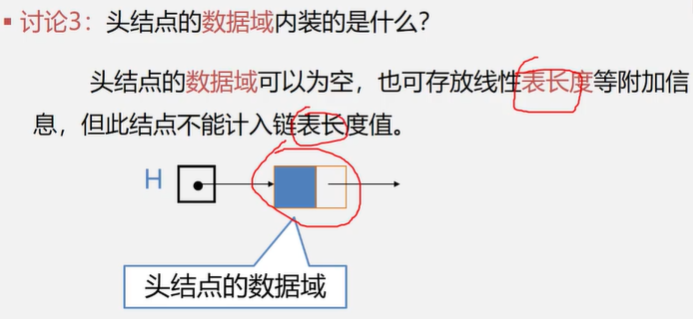 ▪ 讨论3：头结点的数据域内装的是什么？
头结点的数据域可以为空，也可存放线性表长度等附加信
息，但此结点不能计入链表长度值。
H
头结点的数据域